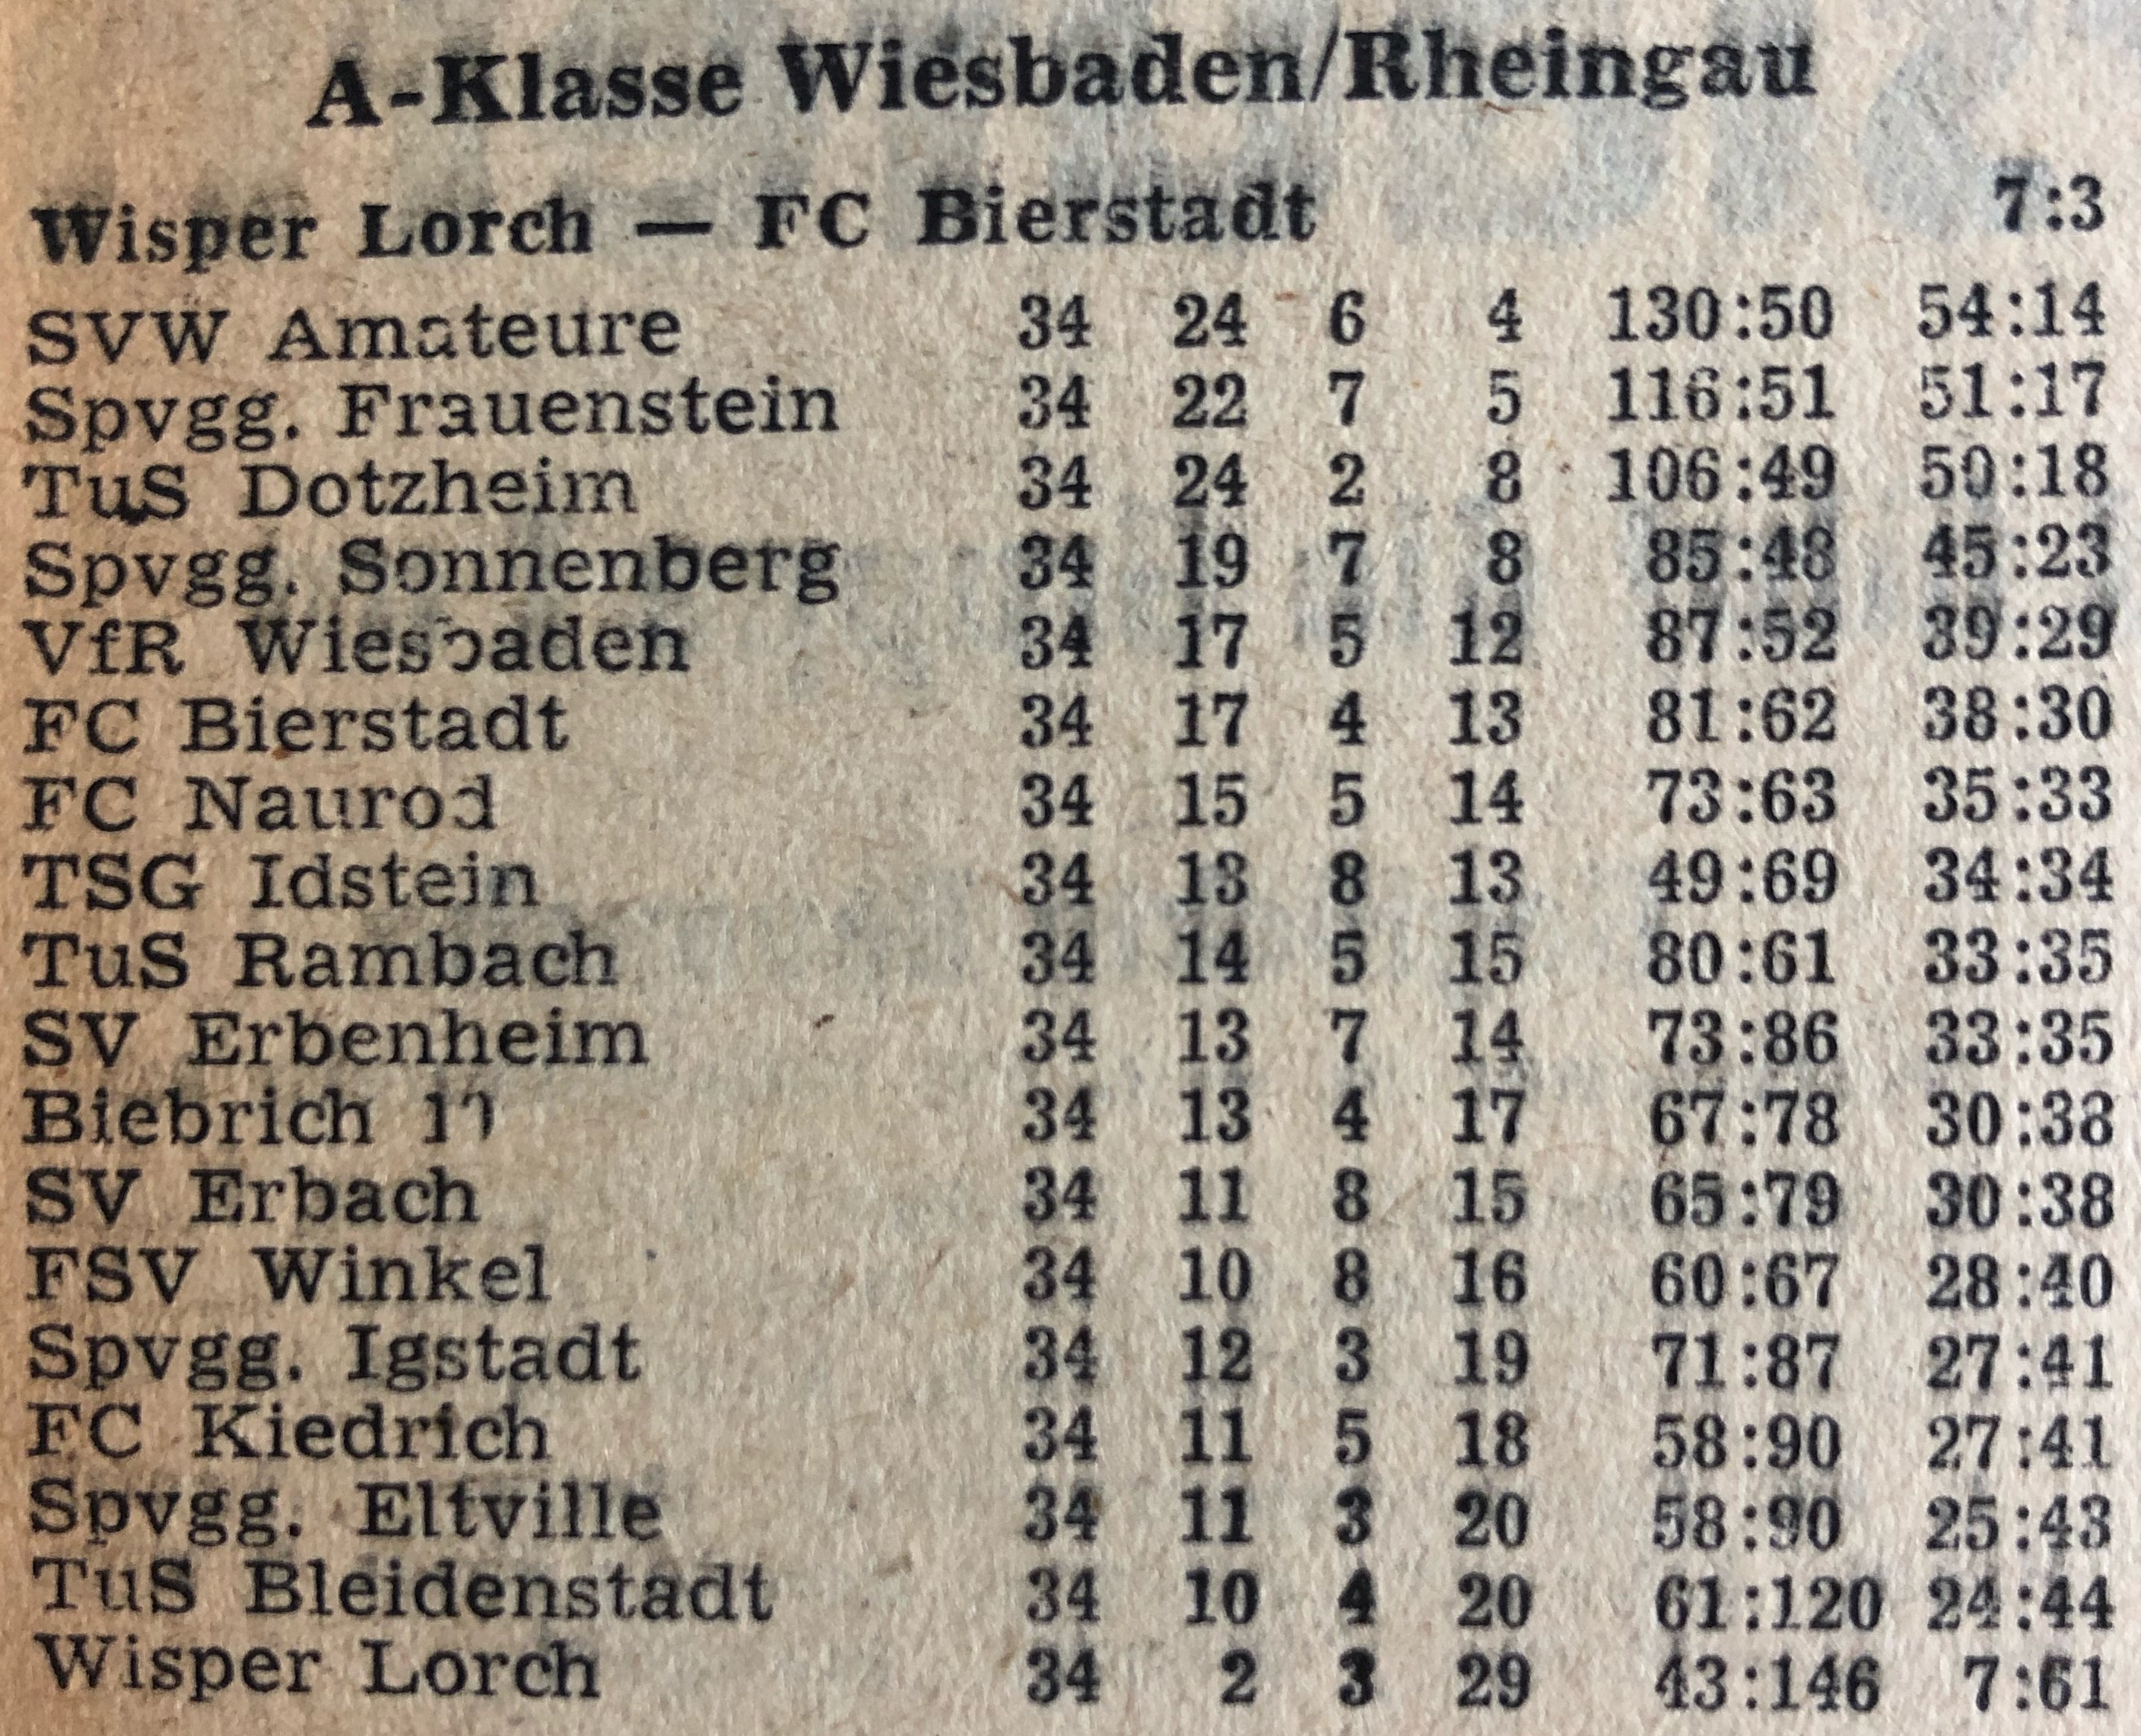 A-Klasse Wiesbaden/Rheingau
Wisper Lorch — FC Bierstadt 7:3
SVW Amateure 34 24 6 4 130:50 54:14
Spvgg. Frauenstein 34 22 7 5 116:51 51:17
TuS Dotzheim 34 24 2 8 106:49 50:18
Spvgg. Sonnenberg 34 19 7 8 85:48 45:23
VfR Wiesbaden 34 17 5 12 87:52 39:29
FC Bierstadt 34 17 4 13 81:62 38:30
FC Naurod 34 15 5 14 73:63 35:33
TSG Idstein 34 13 8 13 49:69 34:34
TuS Rambach 34 14 5 15 80:61 33:35
SV Erbenheim 34 13 7 14 73:86 33:35
Biebrich 34 13 4 17 67:78 30:38
SV Erbach 34 11 8 15 65:79 30:38
FSV Winkel 34 10 8 16 60:67 28:40
Spvgg. Igstadt 34 12 3 19 71:87 27:41
FC Kiedrich 34 11 5 18 58:90 27:41
Spvgg. Eltville 34 11 3 20 58:90 25:43
TuS Bleidenstadt 34 10 4 20 61:120 24:44
Wisper Lorch 34 2 3 29 43:146 7:61